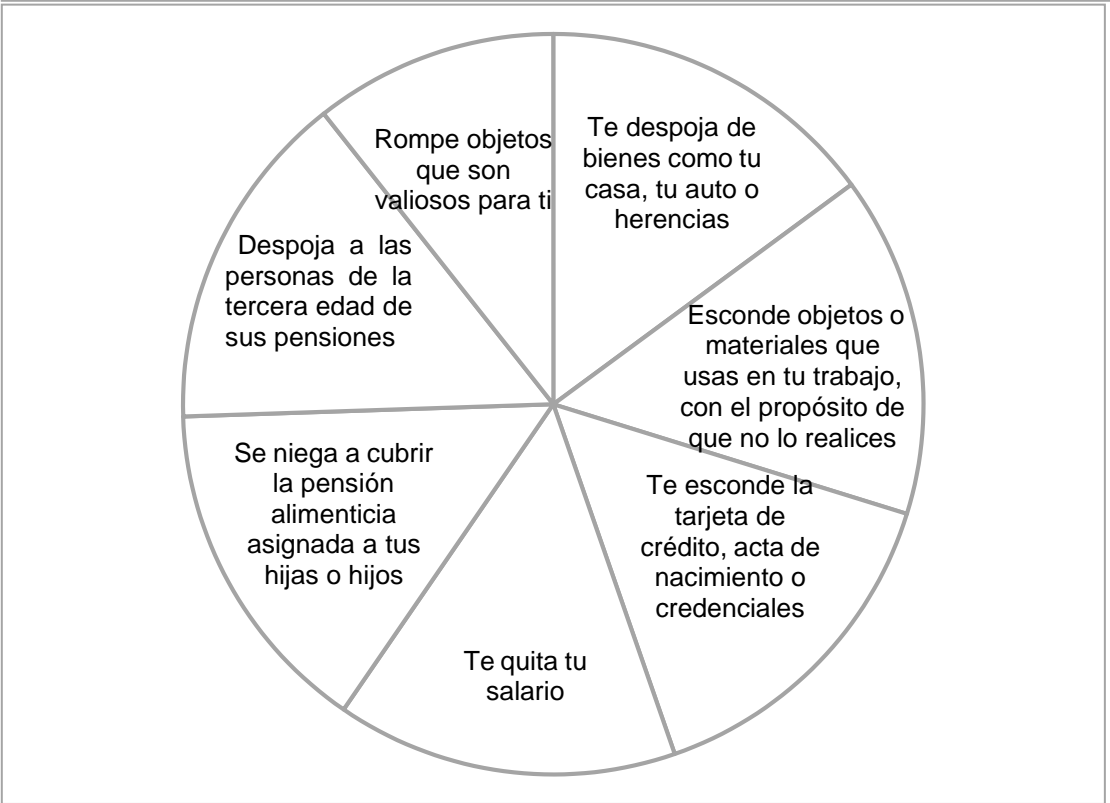 Te despoja de
bienes como tu
casa, tu auto o
herencias
Esconde objetos o
materiales que
usas en tu trabajo,
con el propósito de
que no lo realices
Te esconde la
tarjeta de
crédito, acta de
nacimiento o
credenciales
Te quita tu
salario
Se niega a cubrir
la pensión
alimenticia
asignada a tus
hijas o hijos
Despoja a las
personas de la
tercera edad de
sus pensiones
Rompe objetos
que son
valiosos para ti